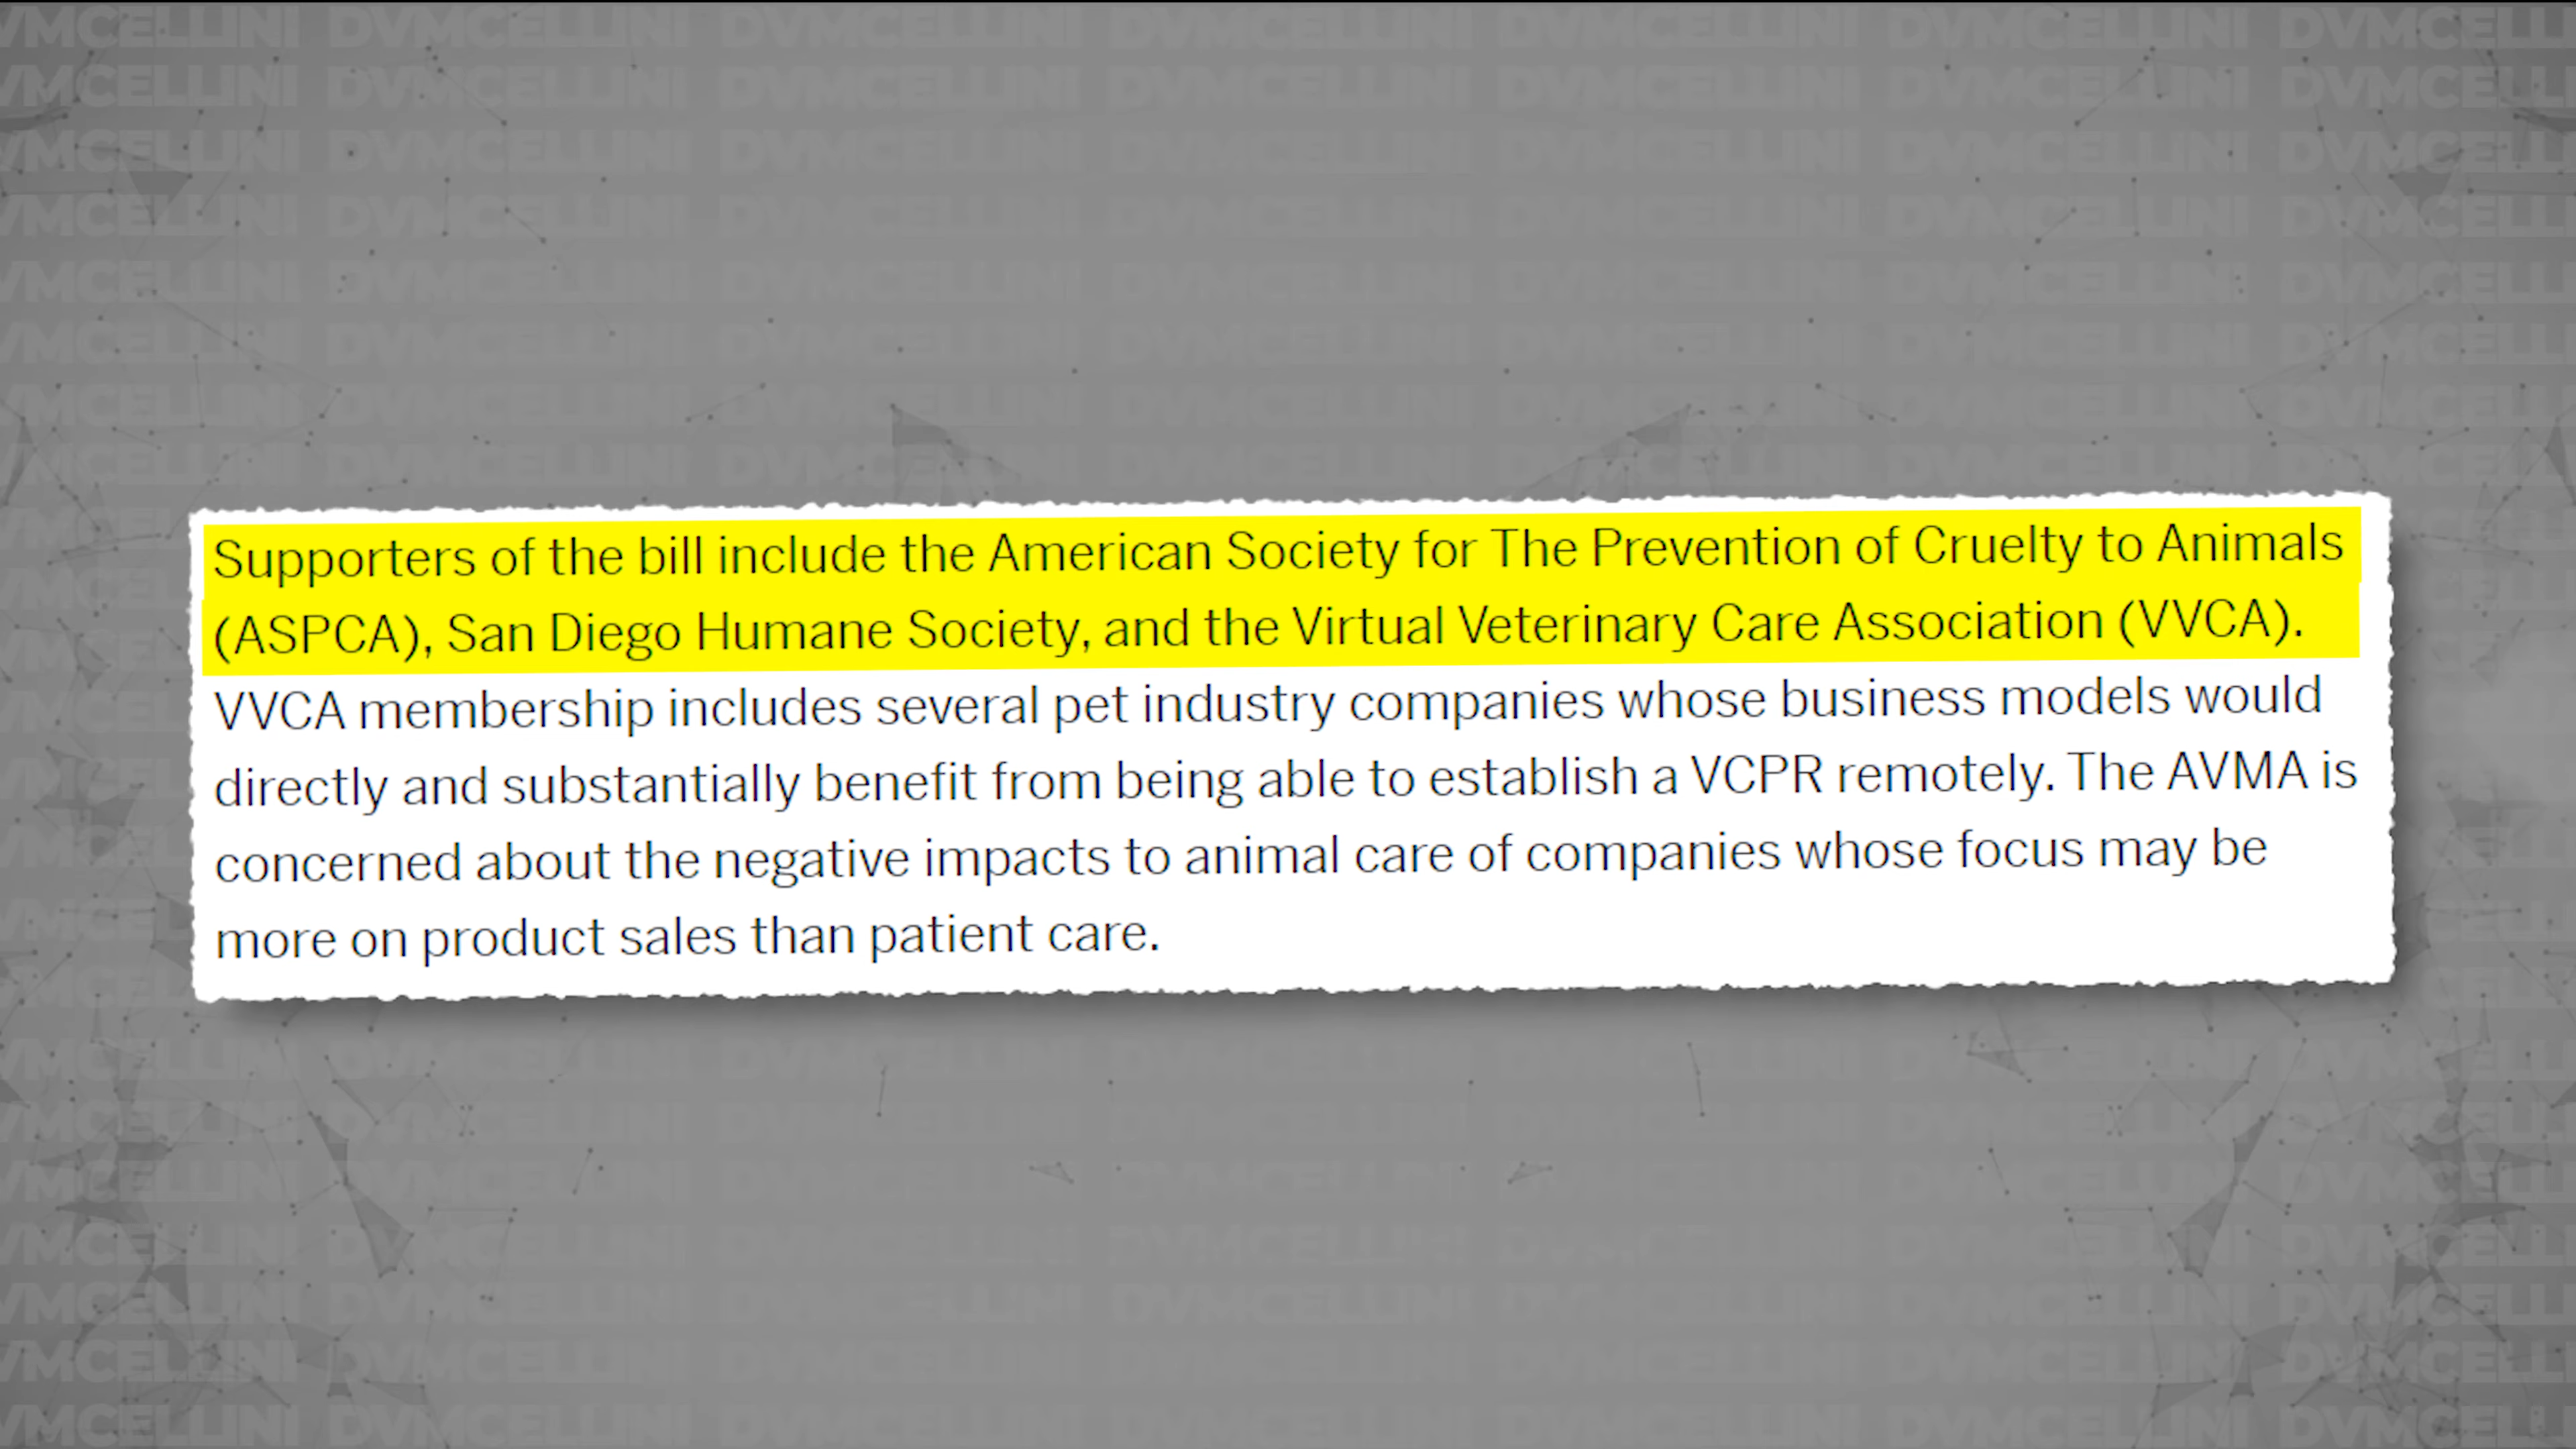 Supporters of the bill include the American Society for The Prevention of Cruelty to Animals
(ASPCA), San Diego Humane Society, and the Virtual Veterinary Care Association (VVCA).
VVCA membership includes several pet industry companies whose business models would
directly and substantially benefit from being able to establish a VCPR remotely. The AVMA is
concerned about the negative impacts to animal care of companies whose focus may be
more on product sales than patient care.